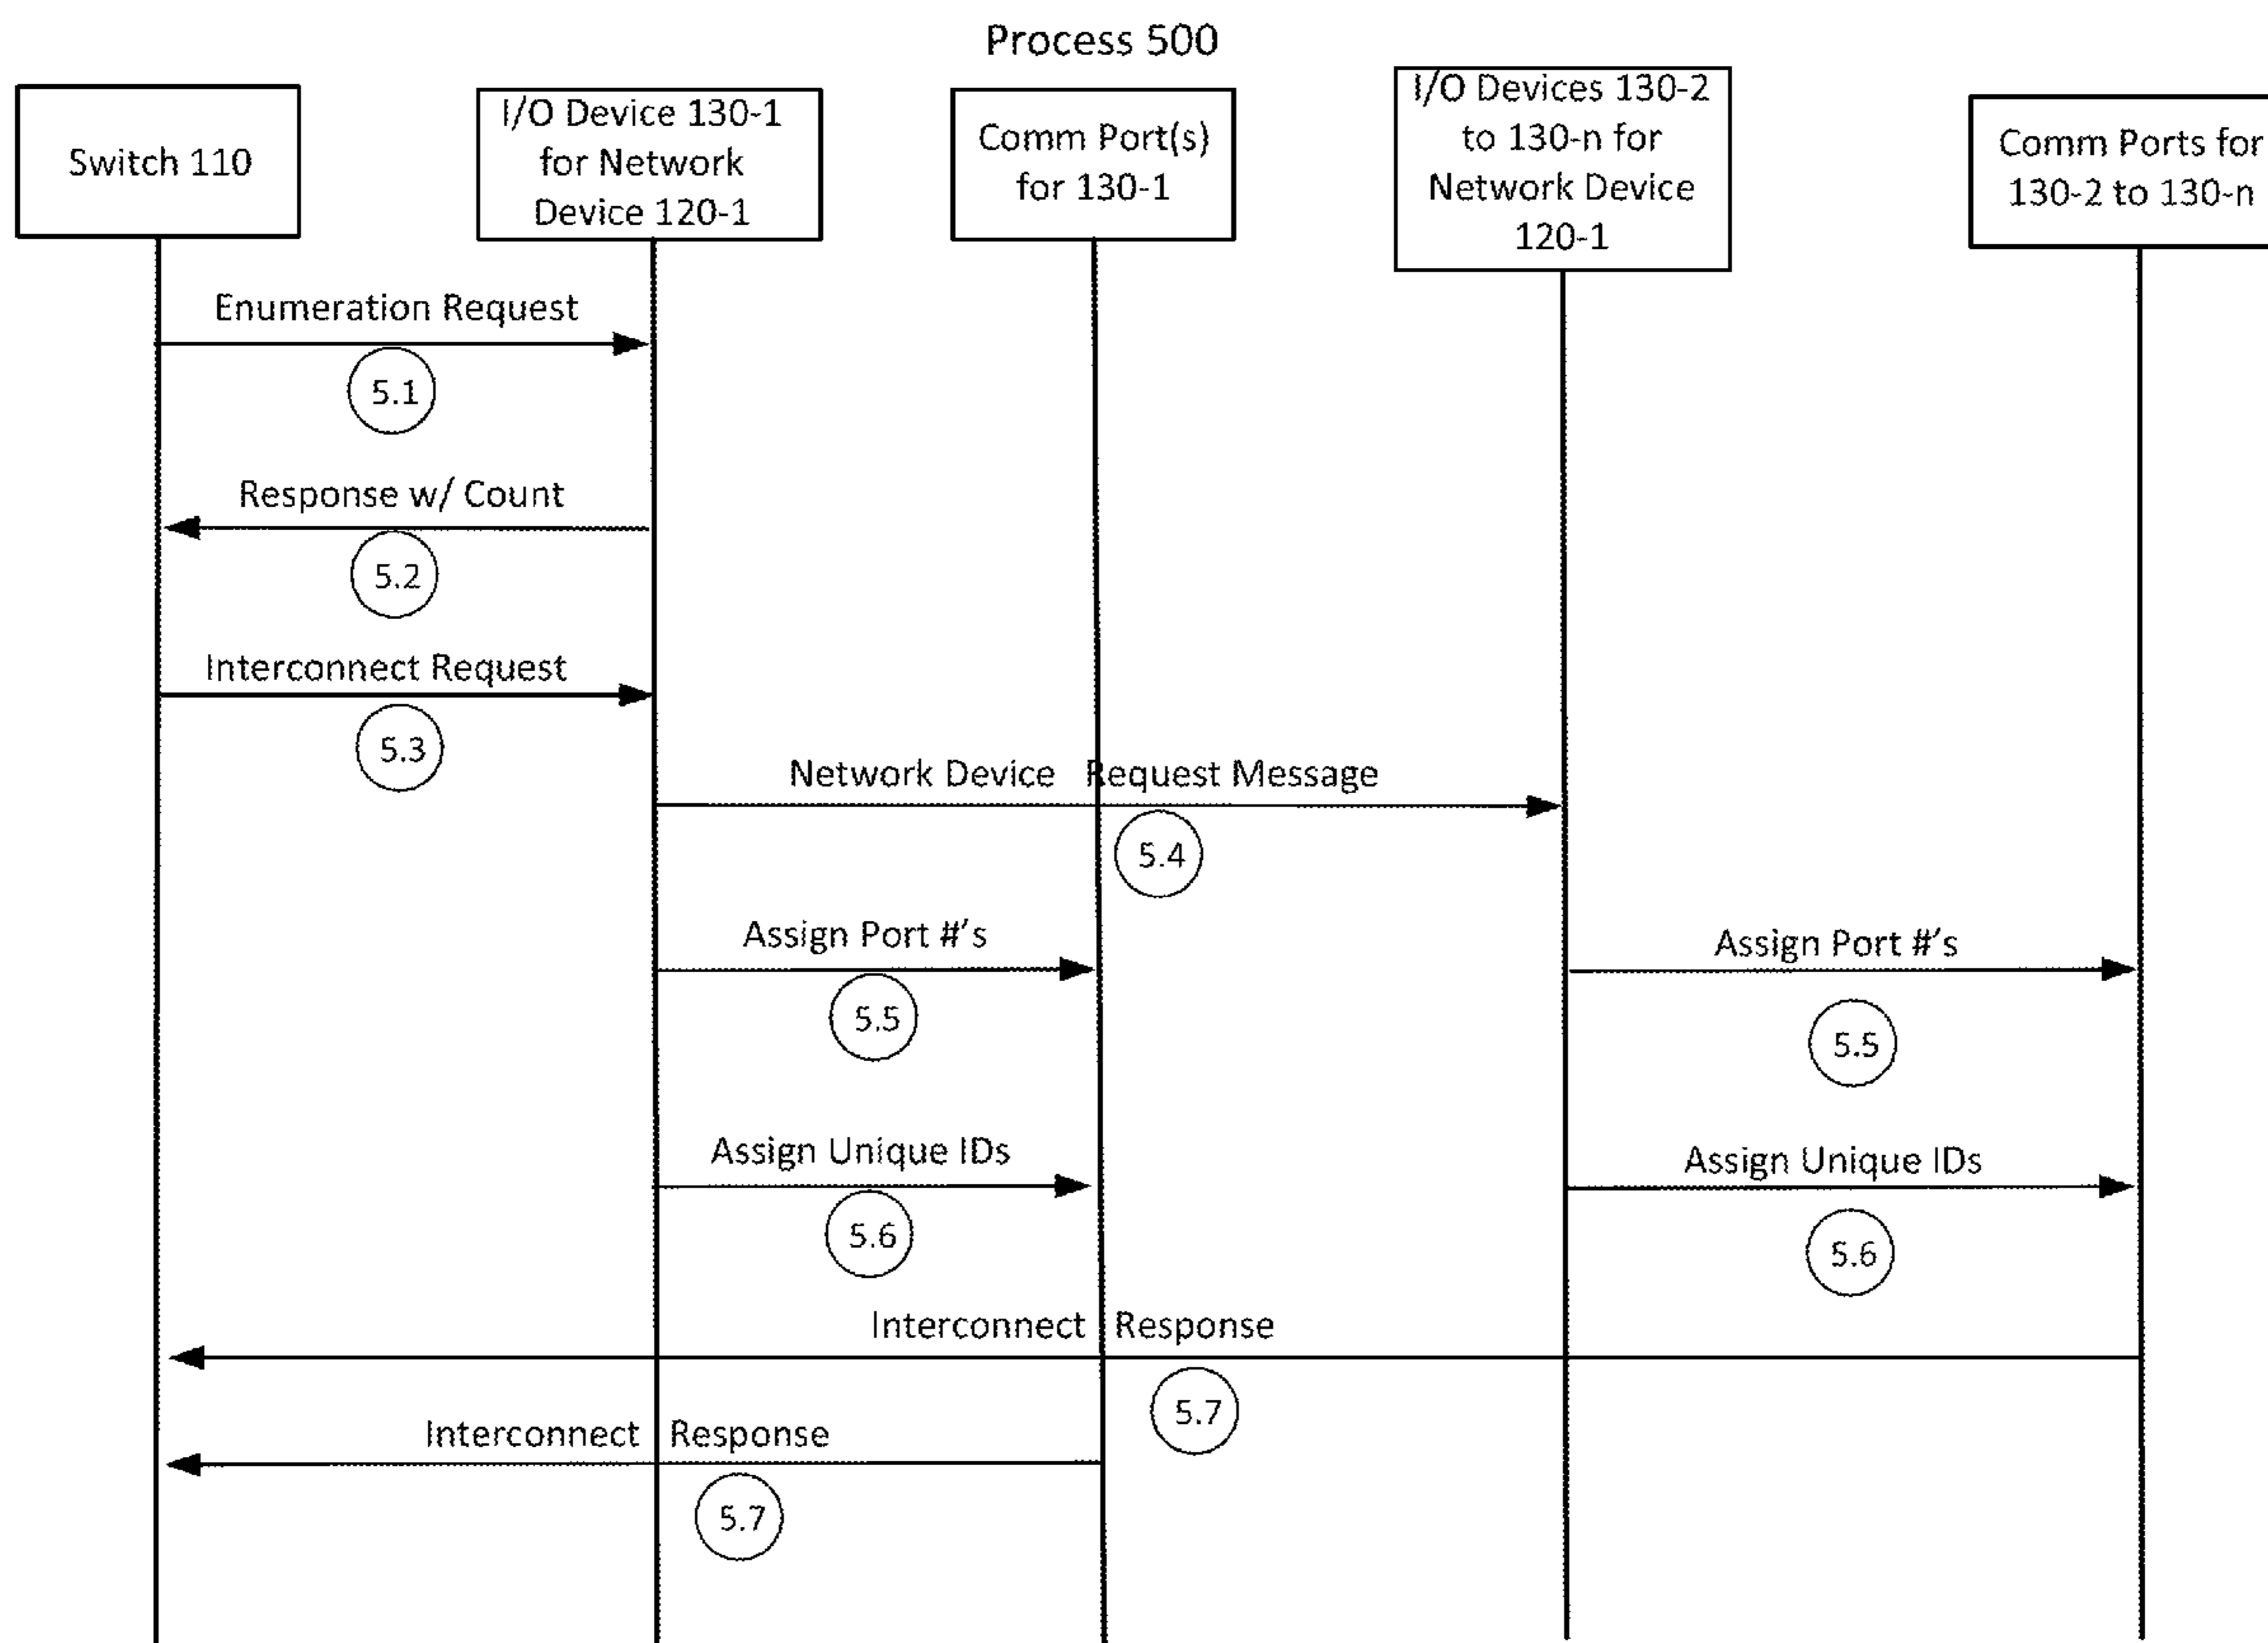 Process 500
Switch 110
I/O Device 130-1
for Network
Device 120-1
Comm Port(s)
for 130-1
I/O Devices 130-2
to 130-n for
Network Device
120-1
Comm Ports for
130-2 to 130-n
Enumeration Request
5.1
Response w/ Count
5.2
Interconnect Request
5.3
Network Device Request Message
5.4
Assign Port #'s
5.5
Assign Port #'s
5.5
Assign Unique IDs
5.6
Assign Unique IDs
5.6
Interconnect Response
5.7
Interconnect Response
5.7